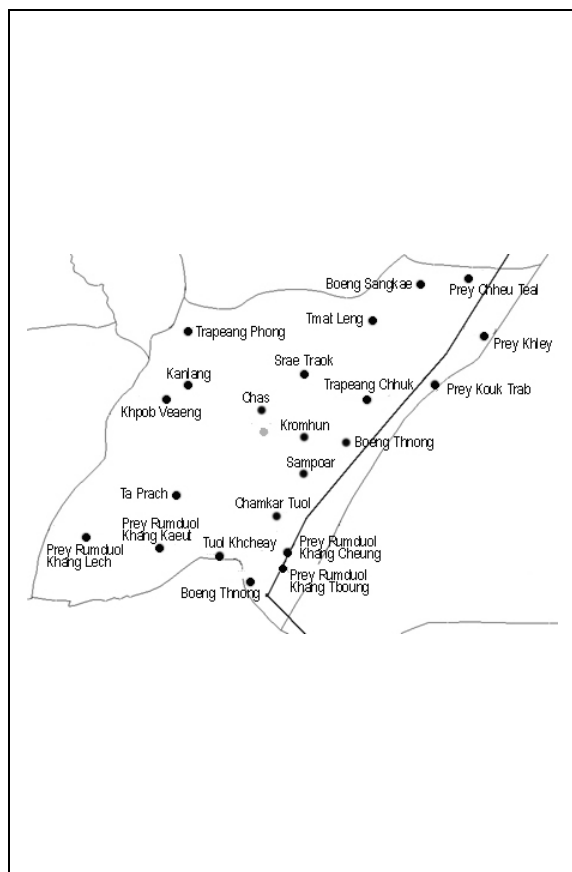 Boeng Sangkae
Prey Chheu Teal
Tmat Leng
Trapeang Phong
Prey Khley
Srae Traok
Kanlang
Trapeang Chhuk
Prey Kouk Trab
Khpob Veaeng
Chas
Kromhun
Boeng Thnong
Sampoar
Ta Prach
Chamkar Tuol
Prey Rumduol
Khang Kaeut
Prey Rumduol
Khang Lech
Tuol Khcheay
Prey Rumduol
Khang Cheung
Prey Rumduol
Khang Tboung
Boeng Thnong